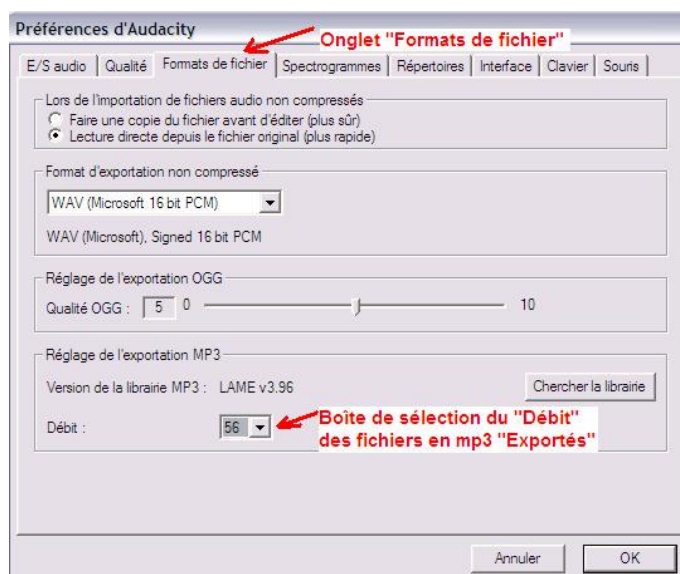 Préférences d'Audacity
Onglet "Formats de fichier"
E/S audio Qualité Formats de fichier Spectrogrammes Répertoires Interface Clavier Souris
Lors de l'importation de fichiers audio non compressés
Faire une copie du fichier avant d'éditer (plus sûr)
Lecture directe depuis le fichier original (plus rapide)
Format d'exportation non compressé
WAV (Microsoft 16 bit PCM)
WAV (Microsoft), Signed 16 bit PCM
Réglage de l'exportation OGG
Qualité OGG : 5 0 10
Réglage de l'exportation MP3
Version de la librairie MP3 : LAME v3.96 Chercher la librairie
Débit : 56 Boîte de sélection du "Débit"
des fichiers en mp3 "Exportés"
Annuler OK